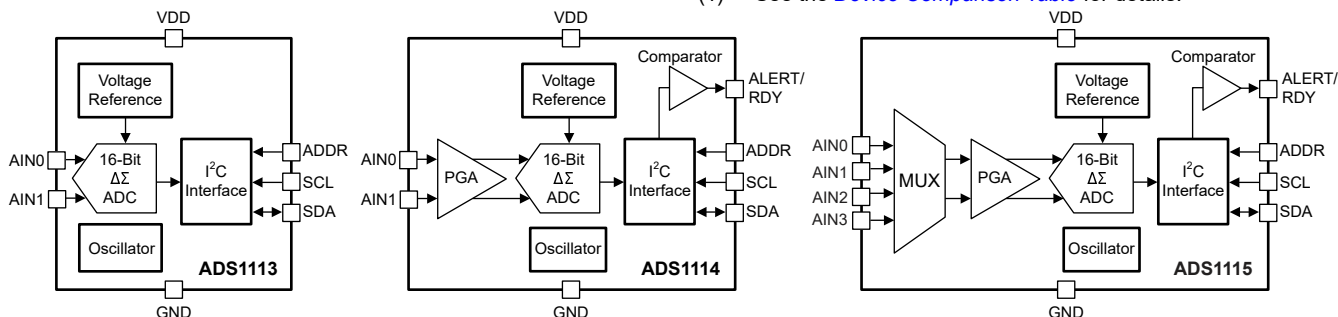 (1) See the Device Comparison Table for details.
VDD
Voltage
Reference
AIN0
AIN1
16-Bit
ΔΣ
ADC
I²C
Interface
ADDR
SCL
SDA
Oscillator
ADS1113
GND
VDD
Comparator
ALERT/
RDY
Voltage
Reference
AIN0
AIN1
PGA
16-Bit
ΔΣ
ADC
I²C
Interface
ADDR
SCL
SDA
Oscillator
ADS1114
GND
VDD
Comparator
ALERT/
RDY
Voltage
Reference
AIN0
AIN1
AIN2
AIN3
MUX
PGA
16-Bit
ΔΣ
ADC
I²C
Interface
ADDR
SCL
SDA
Oscillator
ADS1115
GND